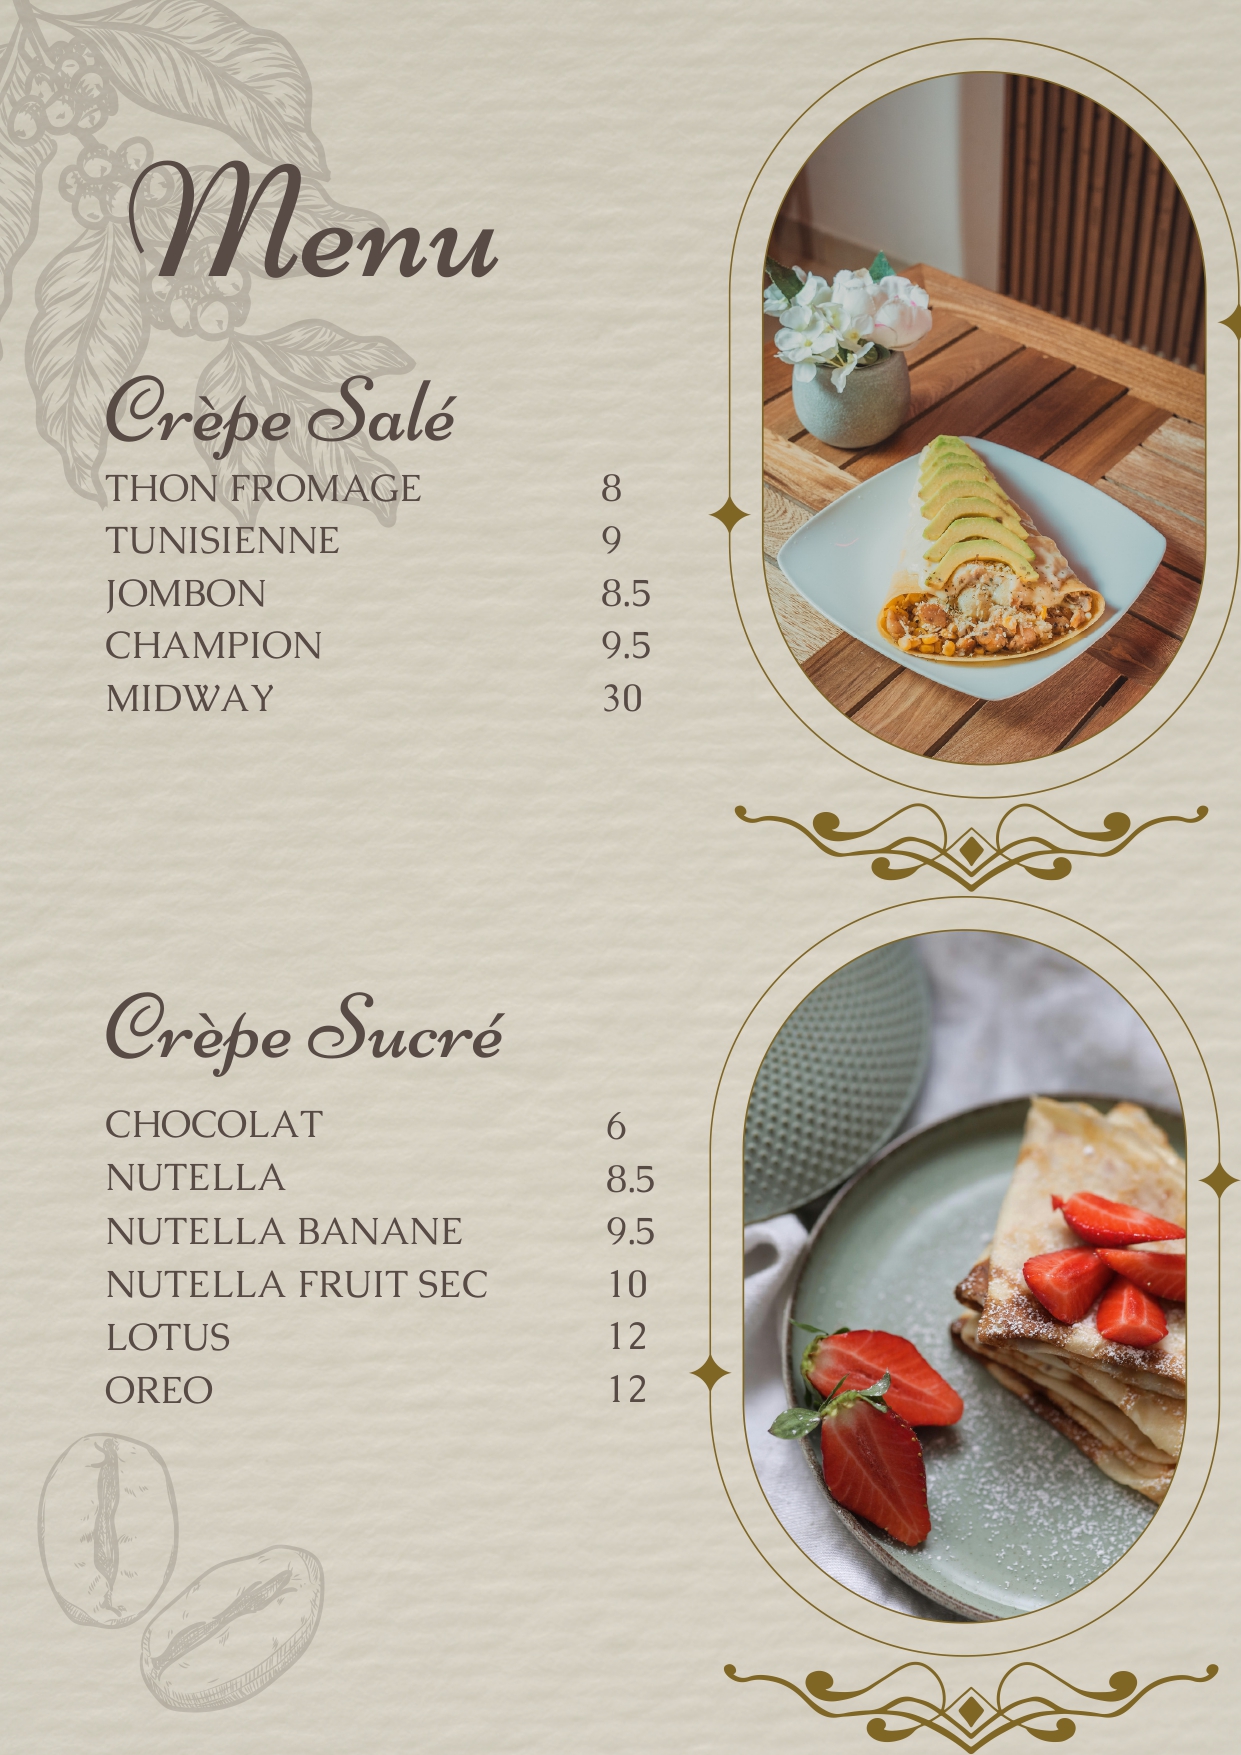 Menu
Crèpe Salé
THON FROMAGE 8
TUNISIENNE 9
JOMBON 8.5
CHAMPION 9.5
MIDWAY 30
Crèpe Sucré
CHOCOLAT 6
NUTELLA 8.5
NUTELLA BANANE 9.5
NUTELLA FRUIT SEC 10
LOTUS 12
OREO 12